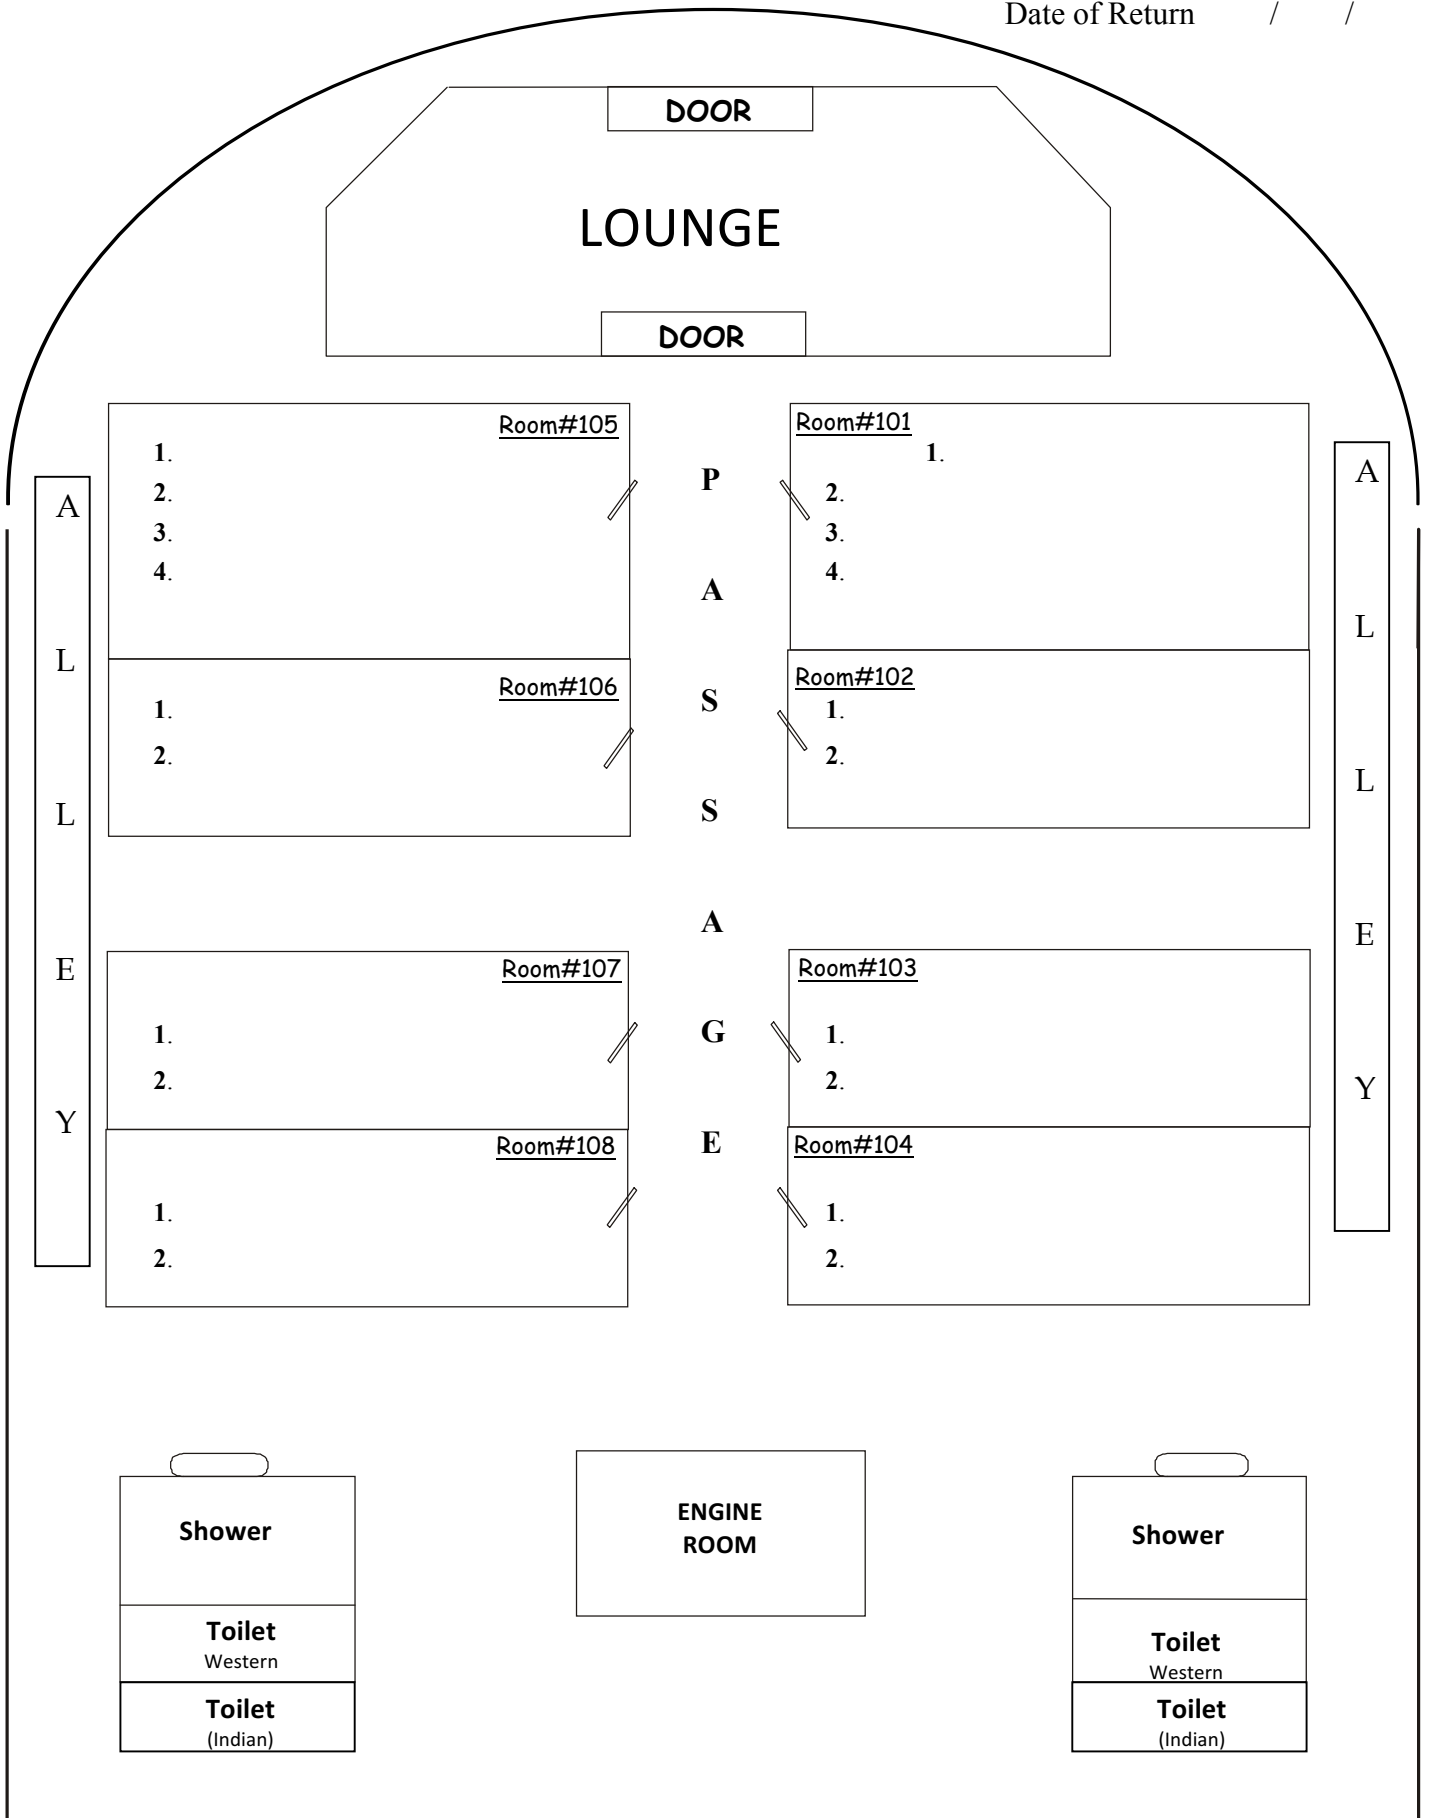 Date of Return / /
DOOR
LOUNGE
DOOR
Room#105
1.
2.
3.
4.
Room#101
1.
2.
3.
4.
Room#106
1.
2.
Room#102
1.
2.
P
A
S
S
A
G
E
A
L
L
E
Y
A
L
L
E
Y
Room#107
1.
2.
Room#103
1.
2.
Room#108
1.
2.
Room#104
1.
2.
Shower
Toilet
Western
Toilet
(Indian)
ENGINE
ROOM
Shower
Toilet
Western
Toilet
(Indian)